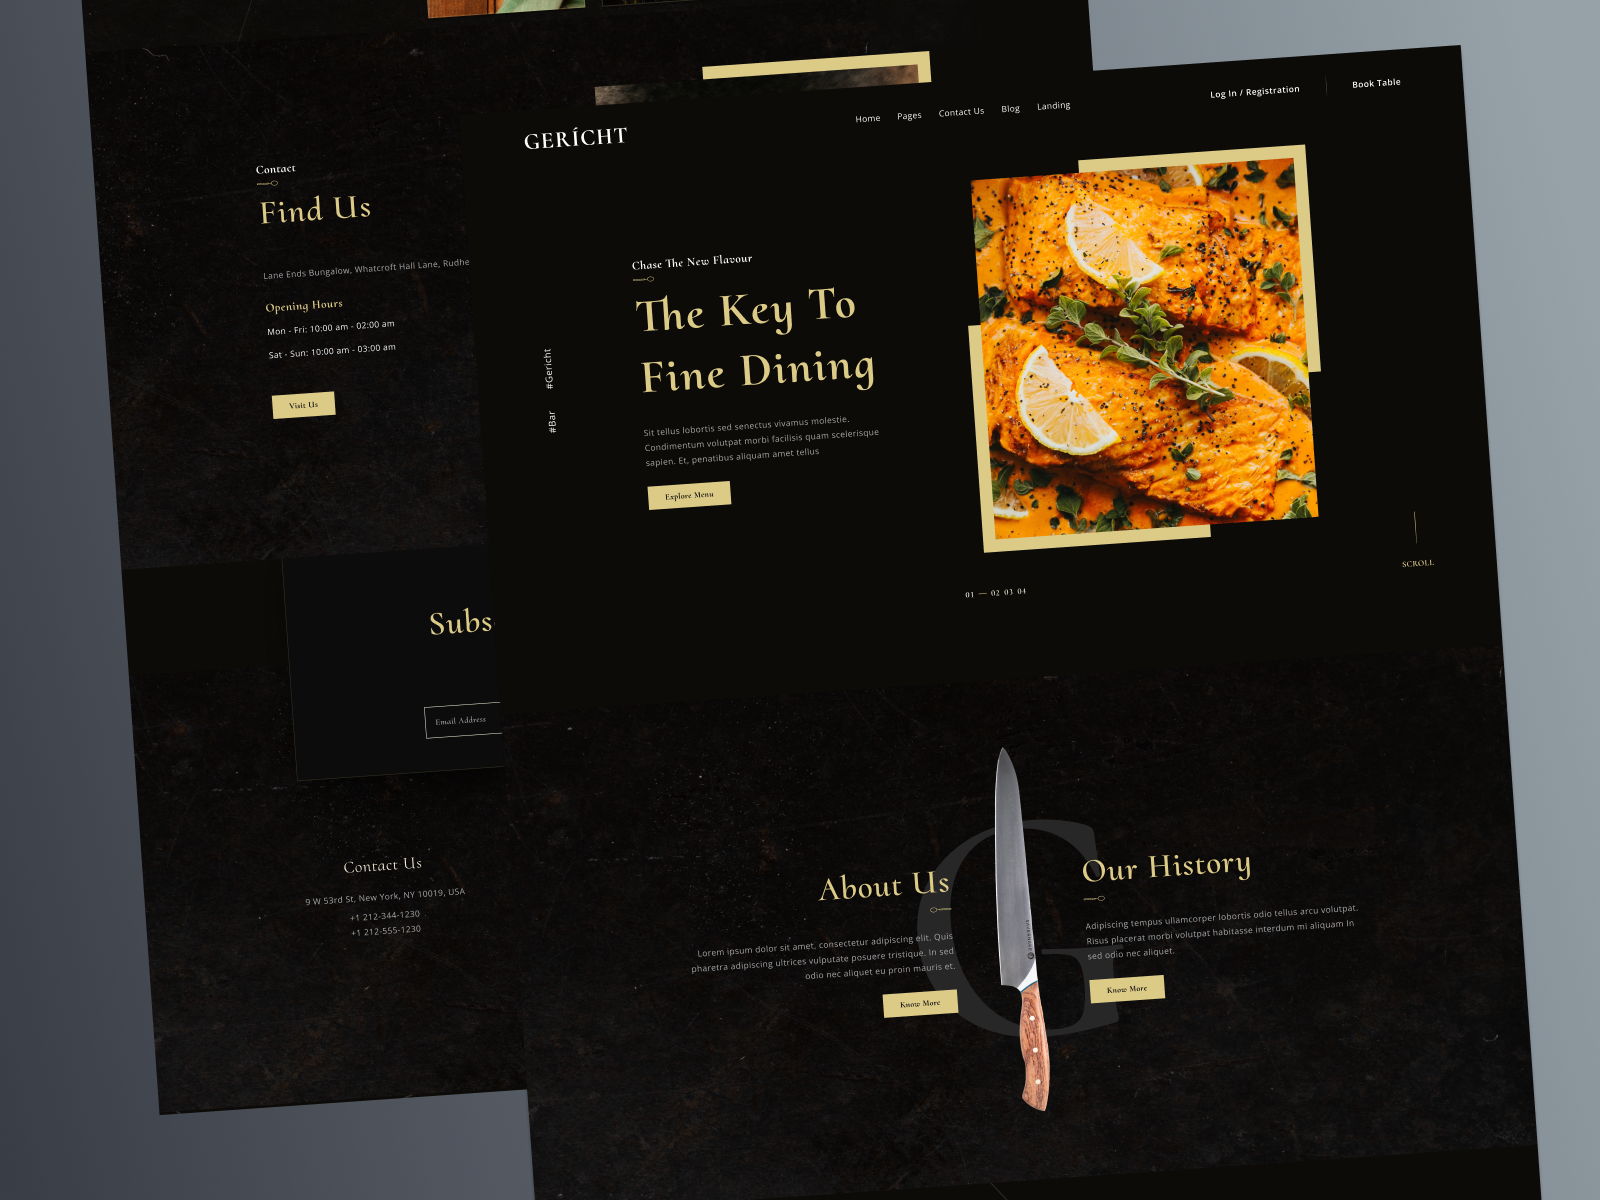 Contact
Find Us
Lane Ends Bungalow, Whatcroft Hall Lane, Rudhe
Opening Hours
Mon - Fri: 10:00 am - 02:00 am
Sat - Sun: 10:00 am - 03:00 am
Visit Us
Subs
Email Address
Contact Us
9 W 53rd St, New York, NY 10019, USA
+1 212-344-1230
+1 212-555-1230
GERÍCHT
Home Pages Contact Us Blog Landing
Log In / Registration
Book Table
#Gericht
#Bar
Chase The New Flavour
The Key To
Fine Dining
Sit tellus lobortis sed senectus vivamus molestie.
Condimentum volutpat morbi facilisis quam scelerisque
sapien. Et, penatibus aliquam amet tellus
Explore Menu
01 — 02 03 04
SCROLL
G
About Us
Lorem ipsum dolor sit amet, consectetur adipiscing elit. Quis
pharetra adipiscing ultrices vulputate posuere tristique. In sed
odio nec aliquet eu proin mauris et.
Know More
Our History
Adipiscing tempus ullamcorper lobortis odio tellus arcu volutpat.
Risus placerat morbi volutpat habitasse interdum mi aliquam In
sed odio nec aliquet.
Know More